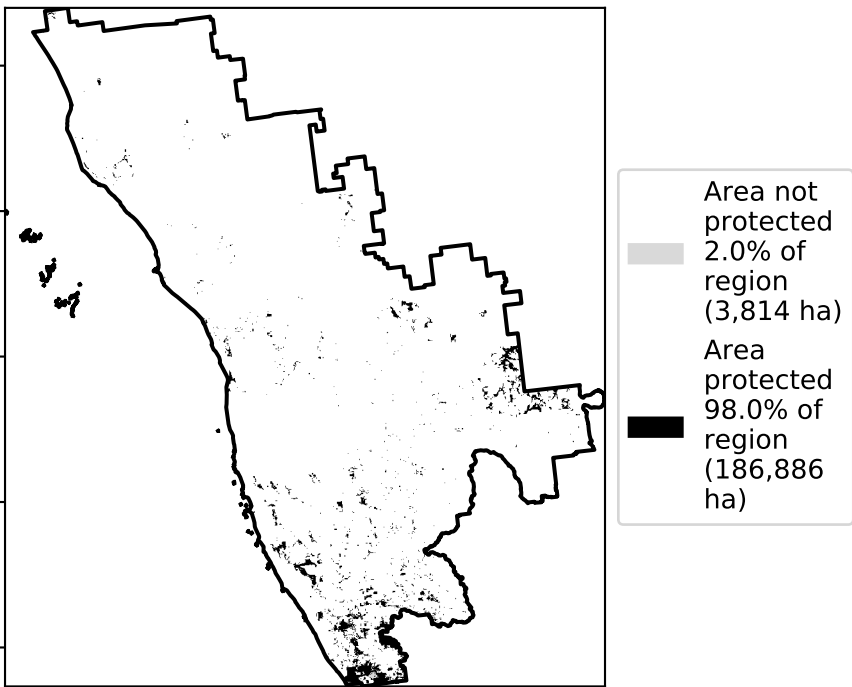 Area not
protected
2.0% of
region
(3,814 ha)
Area
protected
98.0% of
region
(186,886
ha)